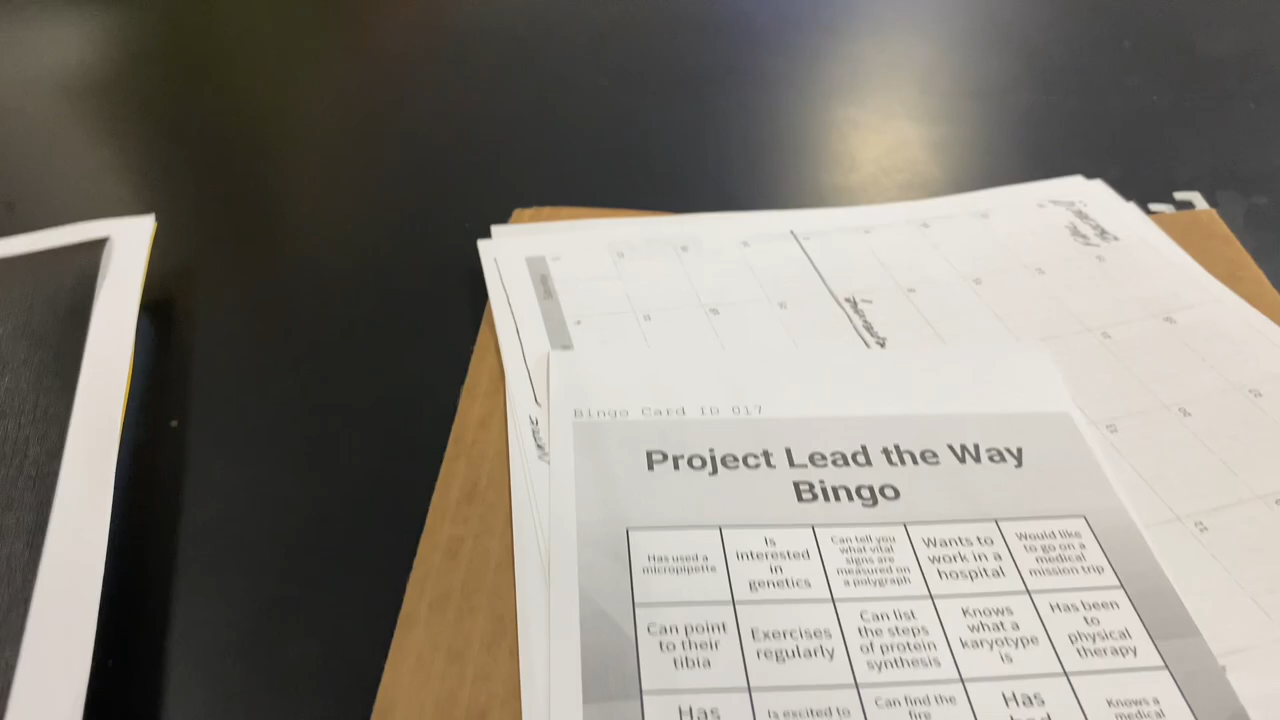 Bingo Card ID 017
Project Lead the Way
Bingo
Has used a
micropipette
Is
interested
in
genetics
Can tell you
what vital
signs are
measured on
a polygraph
Wants to
work in a
hospital
Would like
to go on a
medical
mission trip
Can point
to their
tibia
Exercises
regularly
Can list
the steps
of protein
synthesis
Knows
what a
karyotype
is
Has been
to
physical
therapy
Has
Is excited to
Can find the
fire
Has
had
Knows a
medical